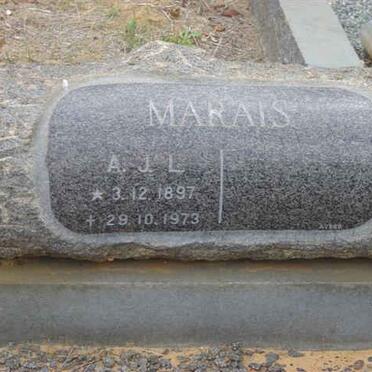 MARAIS
A. J. L.
★ 3.12.1897
+ 29.10.1973